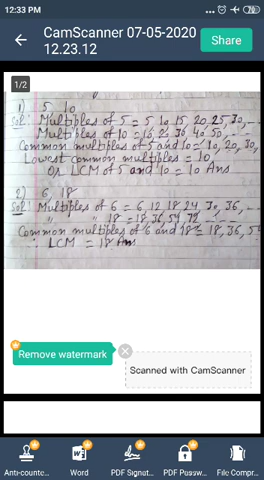 12:33 PM
70
CamScanner 07-05-2020
12.23.12
Share
1/2
1) 5 10
Sol: Multiples of 5 = 5, 10, 15, 20, 25, 30, - -
Multiples of 10 = 10, 20, 30, 40, 50, - -
Common multiples of 5 and 10 = 10, 20, 30,
Lowest common multiples = 10
Or LCM of 5 and 10 = 10 Ans
2) 6, 18
Sol: Multiples of 6 = 6, 12, 18, 24, 30, 36, - -
" " 18 = 18, 36, 54, 72 - - - -
Common multiples of 6 and 18 = 18, 36, 54
∴ LCM = 18 Ans
Remove watermark
Scanned with CamScanner
Anti-counte...
Word
PDF Signat...
PDF Passw...
File Compr...